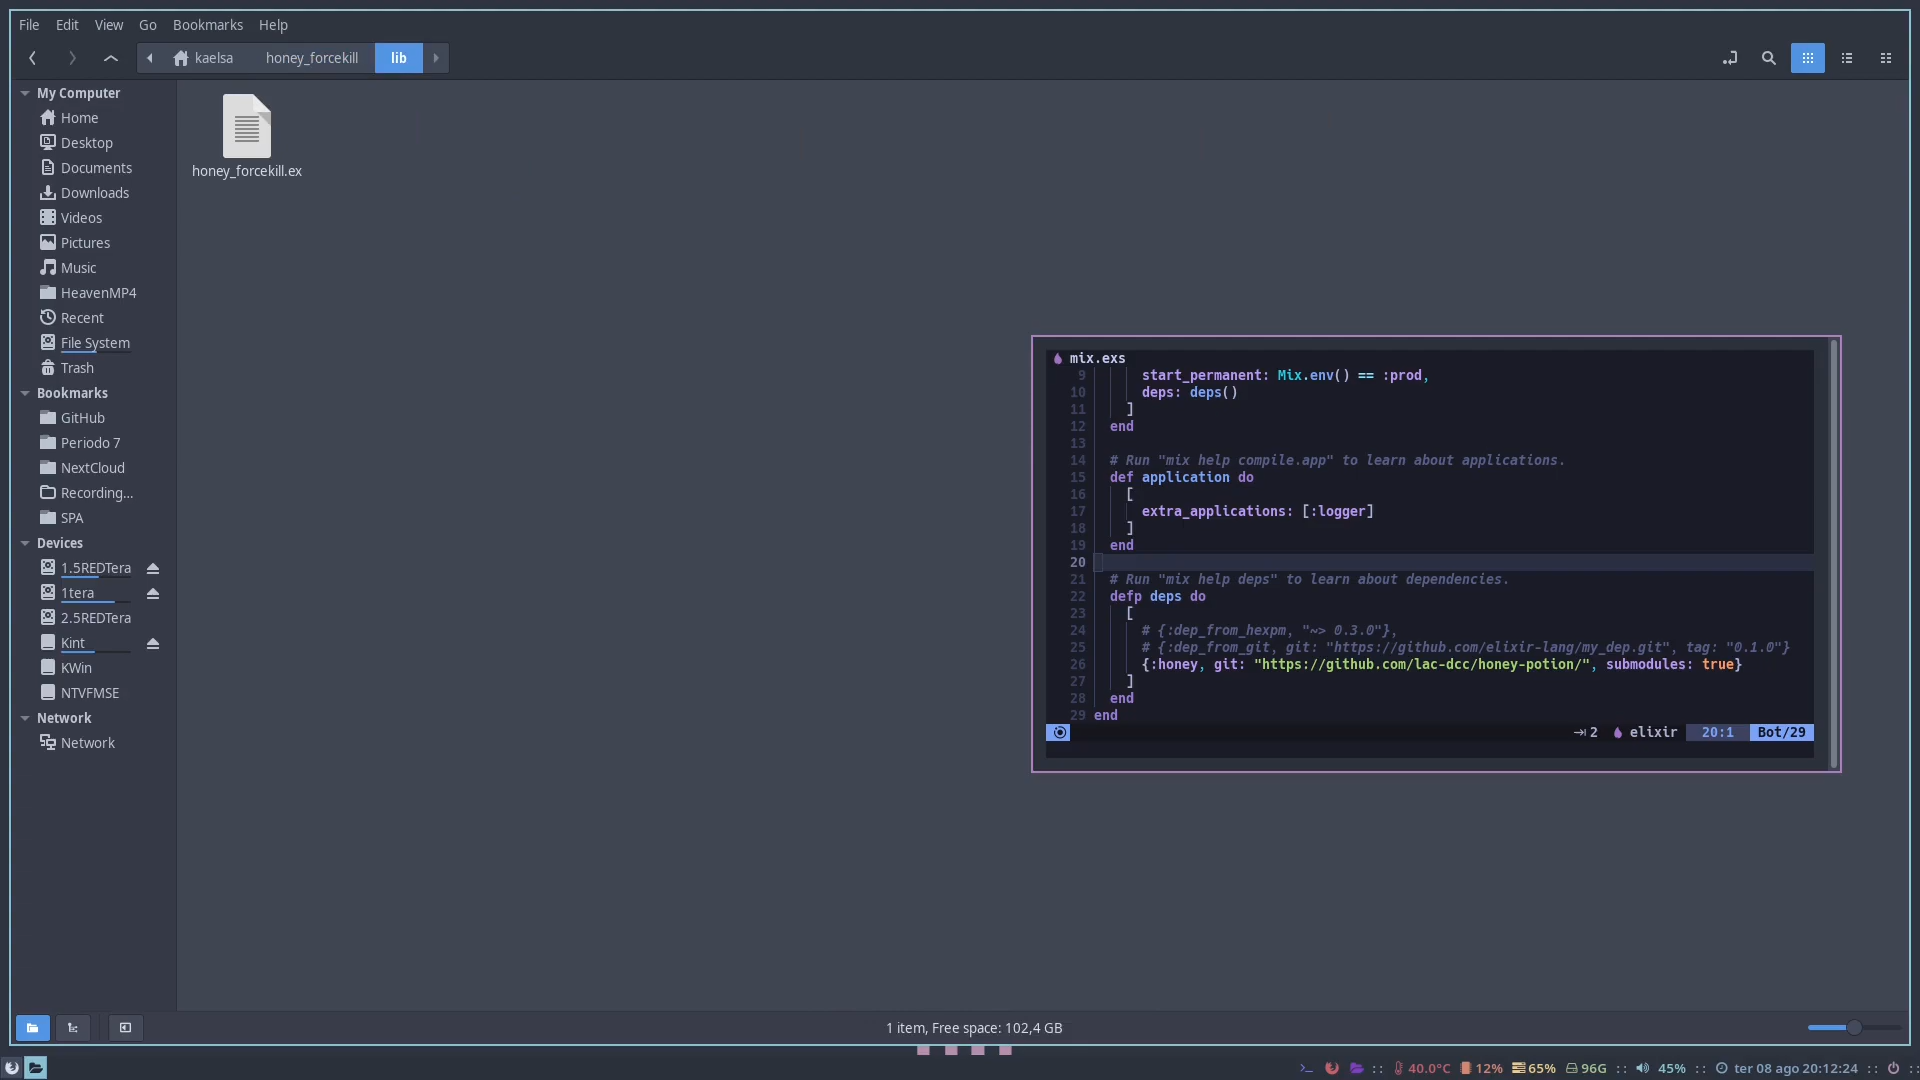 File Edit View Go Bookmarks Help
kaelsa honey_forcekill lib
My Computer
Home
Desktop
Documents
Downloads
Videos
Pictures
Music
HeavenMP4
Recent
File System
Trash
Bookmarks
GitHub
Periodo 7
NextCloud
Recording...
SPA
Devices
1.5REDTera
1tera
2.5REDTera
Kint
KWin
NTVFMSE
Network
Network
honey_forcekill.ex
mix.exs
9 start_permanent: Mix.env() == :prod,
10 deps: deps()
11 ]
12 end
13
14 # Run "mix help compile.app" to learn about applications.
15 def application do
16 [
17 extra_applications: [:logger]
18 ]
19 end
20
21 # Run "mix help deps" to learn about dependencies.
22 defp deps do
23 [
24 # {:dep_from_hexpm, "~> 0.3.0"},
25 # {:dep_from_git, git: "https://github.com/elixir-lang/my_dep.git", tag: "0.1.0"}
26 {:honey, git: "https://github.com/lac-dcc/honey-potion/", submodules: true}
27 ]
28 end
29 end
2 elixir 20:1 Bot/29
1 item, Free space: 102,4 GB
:: 40.0°C 12% 65% 96G :: 45% :: ter 08 ago 20:12:24 :: ::